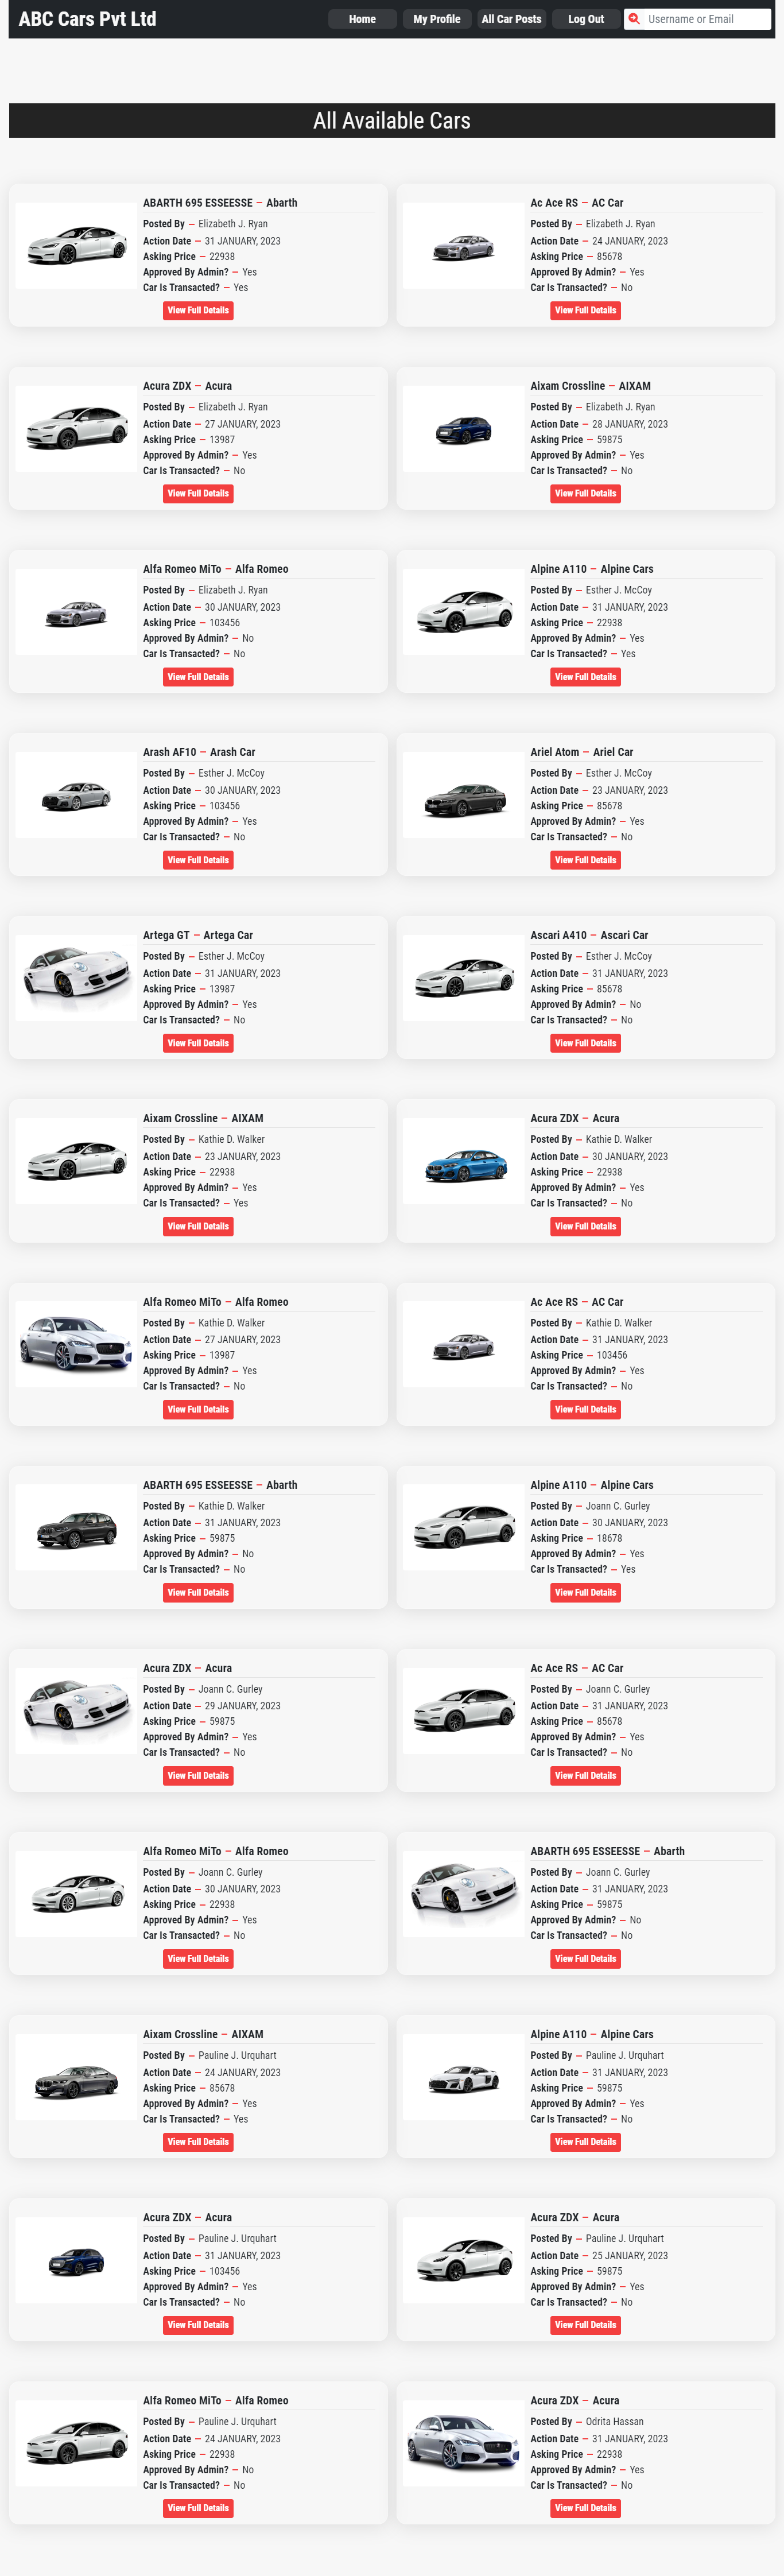 ABC Cars Pvt Ltd
Home
My Profile
All Car Posts
Log Out
Username or Email
All Available Cars
ABARTH 695 ESSEESSE — Abarth
Posted By — Elizabeth J. Ryan
Action Date — 31 JANUARY, 2023
Asking Price — 22938
Approved By Admin? — Yes
Car Is Transacted? — Yes
View Full Details
Ac Ace RS — AC Car
Posted By — Elizabeth J. Ryan
Action Date — 24 JANUARY, 2023
Asking Price — 85678
Approved By Admin? — Yes
Car Is Transacted? — No
View Full Details
Acura ZDX — Acura
Posted By — Elizabeth J. Ryan
Action Date — 27 JANUARY, 2023
Asking Price — 13987
Approved By Admin? — Yes
Car Is Transacted? — No
View Full Details
Aixam Crossline — AIXAM
Posted By — Elizabeth J. Ryan
Action Date — 28 JANUARY, 2023
Asking Price — 59875
Approved By Admin? — Yes
Car Is Transacted? — No
View Full Details
Alfa Romeo MiTo — Alfa Romeo
Posted By — Elizabeth J. Ryan
Action Date — 30 JANUARY, 2023
Asking Price — 103456
Approved By Admin? — No
Car Is Transacted? — No
View Full Details
Alpine A110 — Alpine Cars
Posted By — Esther J. McCoy
Action Date — 31 JANUARY, 2023
Asking Price — 22938
Approved By Admin? — Yes
Car Is Transacted? — Yes
View Full Details
Arash AF10 — Arash Car
Posted By — Esther J. McCoy
Action Date — 30 JANUARY, 2023
Asking Price — 103456
Approved By Admin? — Yes
Car Is Transacted? — No
View Full Details
Ariel Atom — Ariel Car
Posted By — Esther J. McCoy
Action Date — 23 JANUARY, 2023
Asking Price — 85678
Approved By Admin? — Yes
Car Is Transacted? — No
View Full Details
Artega GT — Artega Car
Posted By — Esther J. McCoy
Action Date — 31 JANUARY, 2023
Asking Price — 13987
Approved By Admin? — Yes
Car Is Transacted? — No
View Full Details
Ascari A410 — Ascari Car
Posted By — Esther J. McCoy
Action Date — 31 JANUARY, 2023
Asking Price — 85678
Approved By Admin? — No
Car Is Transacted? — No
View Full Details
Aixam Crossline — AIXAM
Posted By — Kathie D. Walker
Action Date — 23 JANUARY, 2023
Asking Price — 22938
Approved By Admin? — Yes
Car Is Transacted? — Yes
View Full Details
Acura ZDX — Acura
Posted By — Kathie D. Walker
Action Date — 30 JANUARY, 2023
Asking Price — 22938
Approved By Admin? — Yes
Car Is Transacted? — No
View Full Details
Alfa Romeo MiTo — Alfa Romeo
Posted By — Kathie D. Walker
Action Date — 27 JANUARY, 2023
Asking Price — 13987
Approved By Admin? — Yes
Car Is Transacted? — No
View Full Details
Ac Ace RS — AC Car
Posted By — Kathie D. Walker
Action Date — 31 JANUARY, 2023
Asking Price — 103456
Approved By Admin? — Yes
Car Is Transacted? — No
View Full Details
ABARTH 695 ESSEESSE — Abarth
Posted By — Kathie D. Walker
Action Date — 31 JANUARY, 2023
Asking Price — 59875
Approved By Admin? — No
Car Is Transacted? — No
View Full Details
Alpine A110 — Alpine Cars
Posted By — Joann C. Gurley
Action Date — 30 JANUARY, 2023
Asking Price — 18678
Approved By Admin? — Yes
Car Is Transacted? — Yes
View Full Details
Acura ZDX — Acura
Posted By — Joann C. Gurley
Action Date — 29 JANUARY, 2023
Asking Price — 59875
Approved By Admin? — Yes
Car Is Transacted? — No
View Full Details
Ac Ace RS — AC Car
Posted By — Joann C. Gurley
Action Date — 31 JANUARY, 2023
Asking Price — 85678
Approved By Admin? — Yes
Car Is Transacted? — No
View Full Details
Alfa Romeo MiTo — Alfa Romeo
Posted By — Joann C. Gurley
Action Date — 30 JANUARY, 2023
Asking Price — 22938
Approved By Admin? — Yes
Car Is Transacted? — No
View Full Details
ABARTH 695 ESSEESSE — Abarth
Posted By — Joann C. Gurley
Action Date — 31 JANUARY, 2023
Asking Price — 59875
Approved By Admin? — No
Car Is Transacted? — No
View Full Details
Aixam Crossline — AIXAM
Posted By — Pauline J. Urquhart
Action Date — 24 JANUARY, 2023
Asking Price — 85678
Approved By Admin? — Yes
Car Is Transacted? — Yes
View Full Details
Alpine A110 — Alpine Cars
Posted By — Pauline J. Urquhart
Action Date — 31 JANUARY, 2023
Asking Price — 59875
Approved By Admin? — Yes
Car Is Transacted? — No
View Full Details
Acura ZDX — Acura
Posted By — Pauline J. Urquhart
Action Date — 31 JANUARY, 2023
Asking Price — 103456
Approved By Admin? — Yes
Car Is Transacted? — No
View Full Details
Acura ZDX — Acura
Posted By — Pauline J. Urquhart
Action Date — 25 JANUARY, 2023
Asking Price — 59875
Approved By Admin? — Yes
Car Is Transacted? — No
View Full Details
Alfa Romeo MiTo — Alfa Romeo
Posted By — Pauline J. Urquhart
Action Date — 24 JANUARY, 2023
Asking Price — 22938
Approved By Admin? — No
Car Is Transacted? — No
View Full Details
Acura ZDX — Acura
Posted By — Odrita Hassan
Action Date — 31 JANUARY, 2023
Asking Price — 22938
Approved By Admin? — Yes
Car Is Transacted? — No
View Full Details